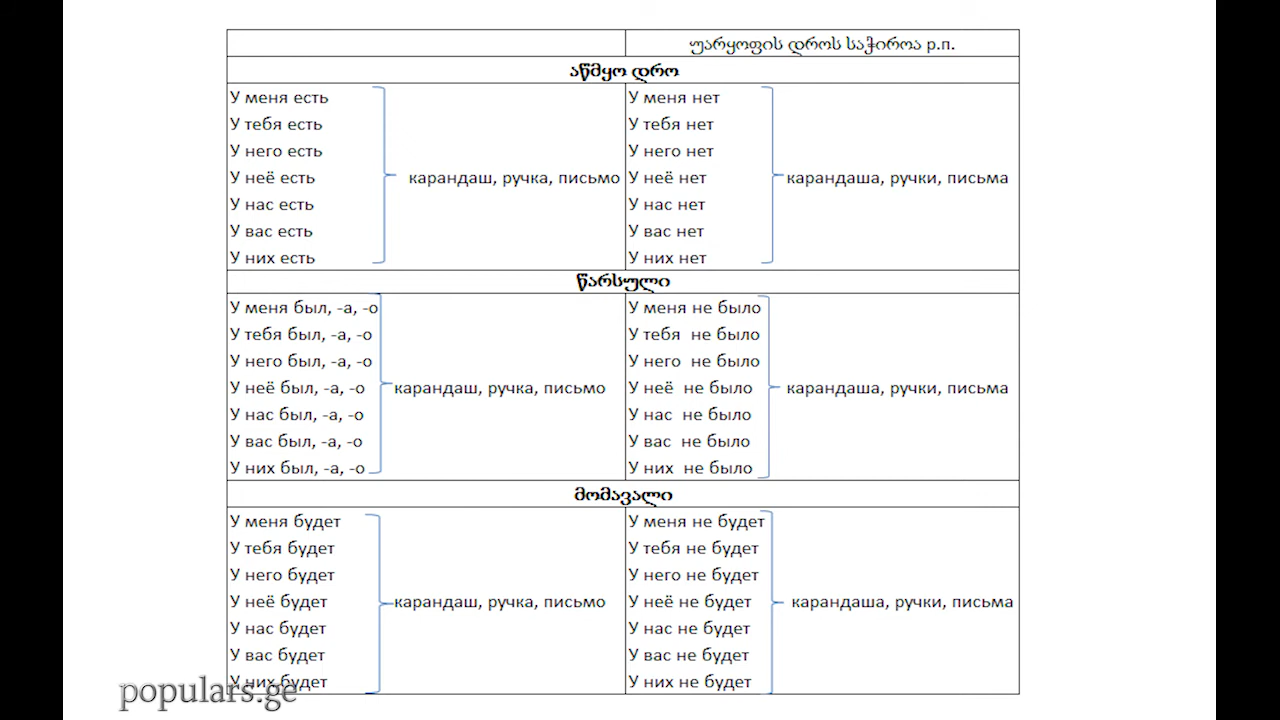 უარყოფის დროს საჭიროა р.п.
აწმყო დრო
У меня есть
У тебя есть
У него есть
У неё есть
У нас есть
У вас есть
У них есть
карандаш, ручка, письмо
У меня нет
У тебя нет
У него нет
У неё нет
У нас нет
У вас нет
У них нет
карандаша, ручки, письма
წარსული
У меня был, -а, -о
У тебя был, -а, -о
У него был, -а, -о
У неё был, -а, -о
У нас был, -а, -о
У вас был, -а, -о
У них был, -а, -о
карандаш, ручка, письмо
У меня не было
У тебя не было
У него не было
У неё не было
У нас не было
У вас не было
У них не было
карандаша, ручки, письма
მომავალი
У меня будет
У тебя будет
У него будет
У неё будет
У нас будет
У вас будет
У них будет
карандаш, ручка, письмо
У меня не будет
У тебя не будет
У него не будет
У неё не будет
У нас не будет
У вас не будет
У них не будет
карандаша, ручки, письма
populars.ge